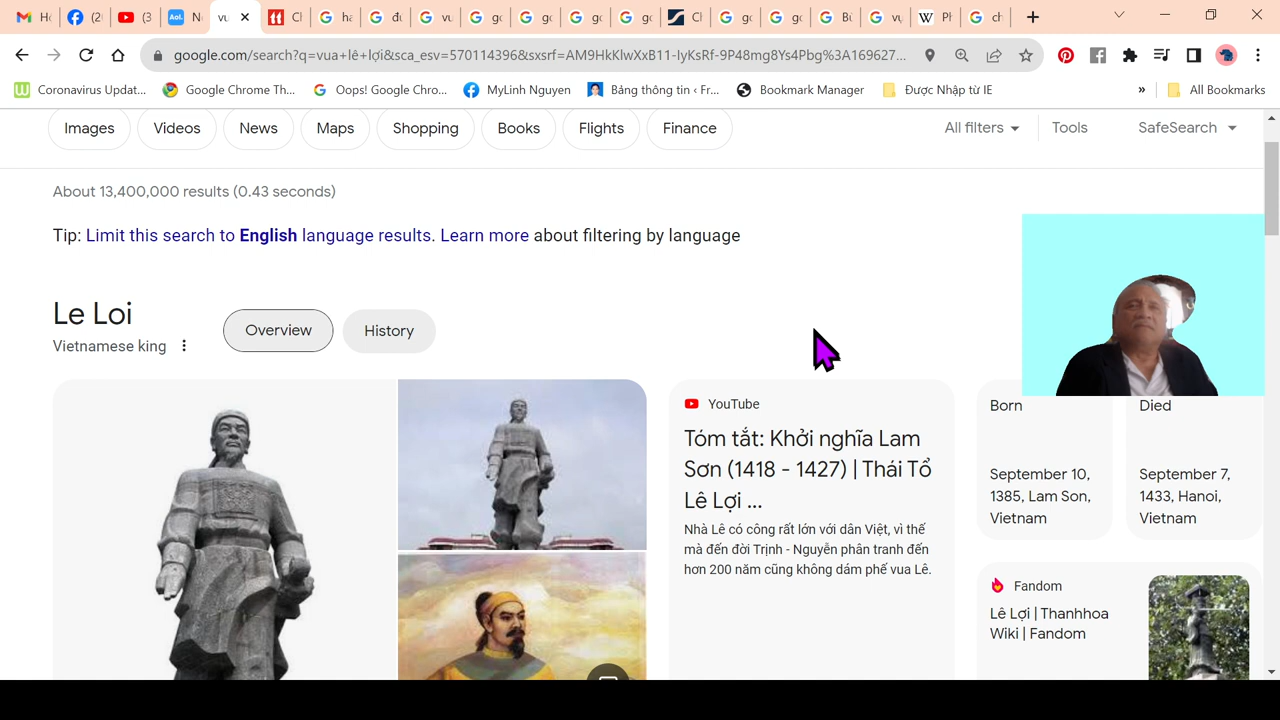 (2
(3
vu
Cl
google.com/search?q=vua+lê+lợi&sca_esv=570114396&sxsrf=AM9HkKlwXxB11-IyKsRf-9P48mg8Ys4Pbg%3A169627...
Coronavirus Updat...
Google Chrome Th...
Oops! Google Chro...
MyLinh Nguyen
Bảng thông tin ‹ Fr...
Bookmark Manager
Được Nhập từ IE
»
All Bookmarks
Images
Videos
News
Maps
Shopping
Books
Flights
Finance
All filters
Tools
SafeSearch
About 13,400,000 results (0.43 seconds)
Tip: Limit this search to English language results. Learn more about filtering by language
Le Loi
Vietnamese king
Overview
History
YouTube
Tóm tắt: Khởi nghĩa Lam
Sơn (1418 - 1427) | Thái Tổ
Lê Lợi ...
Nhà Lê có công rất lớn với dân Việt, vì thế
mà đến đời Trịnh - Nguyễn phân tranh đến
hơn 200 năm cũng không dám phế vua Lê.
Born
September 10,
1385, Lam Son,
Vietnam
Died
September 7,
1433, Hanoi,
Vietnam
Fandom
Lê Lợi | Thanhhoa
Wiki | Fandom